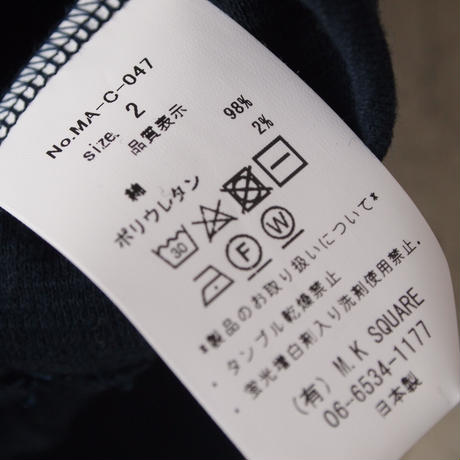 No.MA-C-047
size. 2
品質表示
綿 98%
ポリウレタン 2%
30
F W
*製品のお取り扱いについて*
・タンブル乾燥禁止
・蛍光増白剤入り洗剤使用禁止.
(有) M.K SQUARE
06-6534-1177
日本製